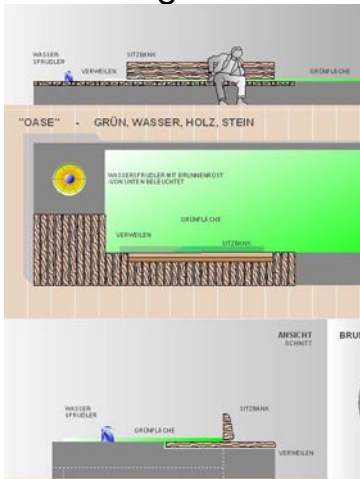 WASSER-
SPRUDLER
VERWEILEN
SITZBANK
GRÜNFLÄCHE
"OASE" - GRÜN, WASSER, HOLZ, STEIN
WASSERSPRUDLER MIT BRUNNENROST
VON UNTEN BELEUCHTET
GRÜNFLÄCHE
VERWEILEN
SITZBANK
ANSICHT
SCHNITT
WASSER-
SPRUDLER
GRÜNFLÄCHE
SITZBANK
VERWEILEN